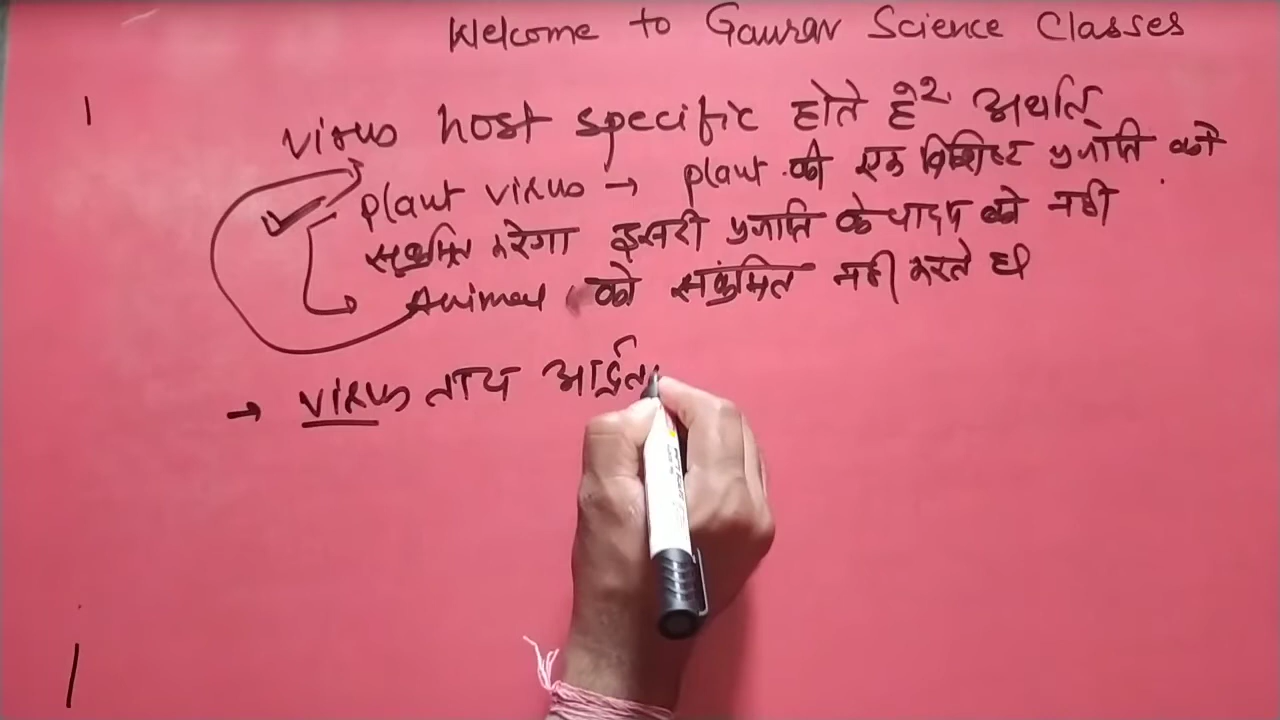 Welcome to Gaurav Science Classes
virus host specific होते है अर्थात्
plant virus → plant की एक विशिष्ट प्रजाति को
संक्रमित करेगा दूसरी प्रजाति के पादप को नही
Animal को संक्रमित नही करते है।
→ virus ताप आर्द्रता